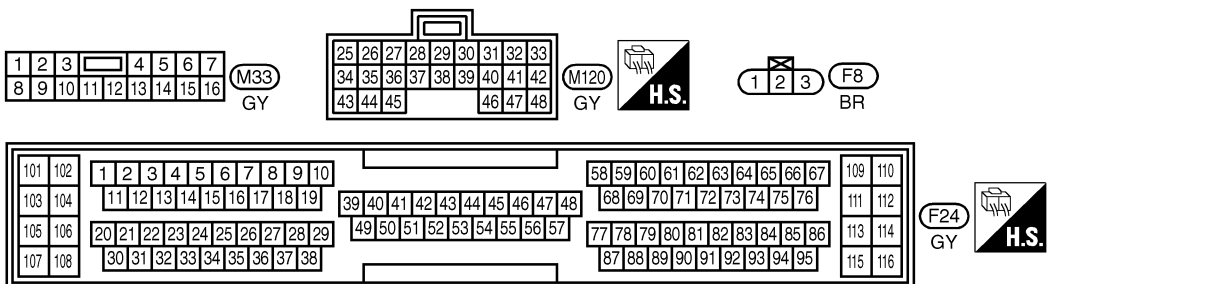 1 2 3 4 5 6 7
8 9 10 11 12 13 14 15 16
M33
GY
25 26 27 28 29 30 31 32 33
34 35 36 37 38 39 40 41 42
43 44 45 46 47 48
M120
GY
H.S.
1 2 3
F8
BR
101 102
103 104
105 106
107 108
1 2 3 4 5 6 7 8 9 10
11 12 13 14 15 16 17 18 19
20 21 22 23 24 25 26 27 28 29
30 31 32 33 34 35 36 37 38
39 40 41 42 43 44 45 46 47 48
49 50 51 52 53 54 55 56 57
58 59 60 61 62 63 64 65 66 67
68 69 70 71 72 73 74 75 76
77 78 79 80 81 82 83 84 85 86
87 88 89 90 91 92 93 94 95
109 110
111 112
113 114
115 116
F24
GY
H.S.